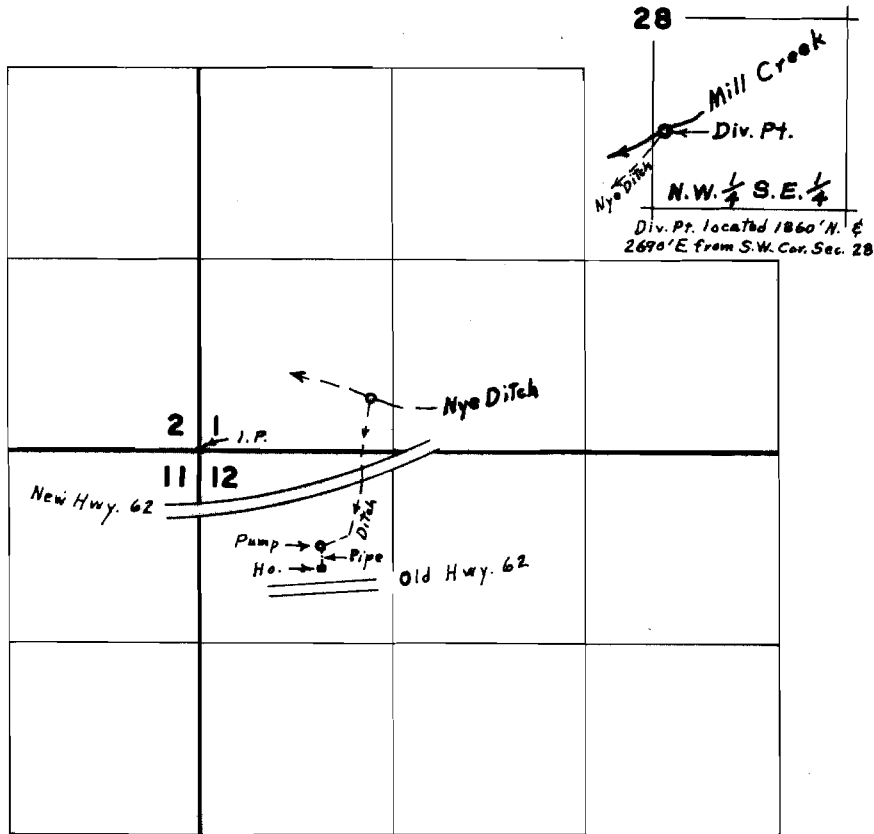 28
Mill Creek
Div. Pt.
Nye Ditch
N.W. 1/4 S.E. 1/4
Div. Pt. located 1860' N. &
2690' E from S.W. Cor. Sec. 28
Nye Ditch
2 1
I.P.
11 12
New Hwy. 62
Ditch
Pump
Pipe
Ho.
Old Hwy. 62